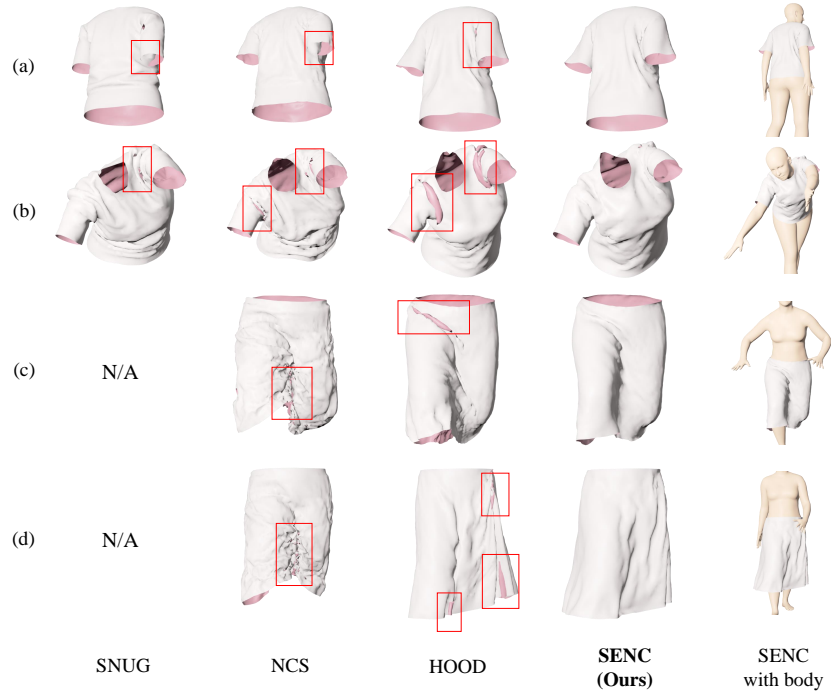 (a)
(b)
(c)
N/A
(d)
N/A
SNUG
NCS
HOOD
SENC
(Ours)
SENC
with body